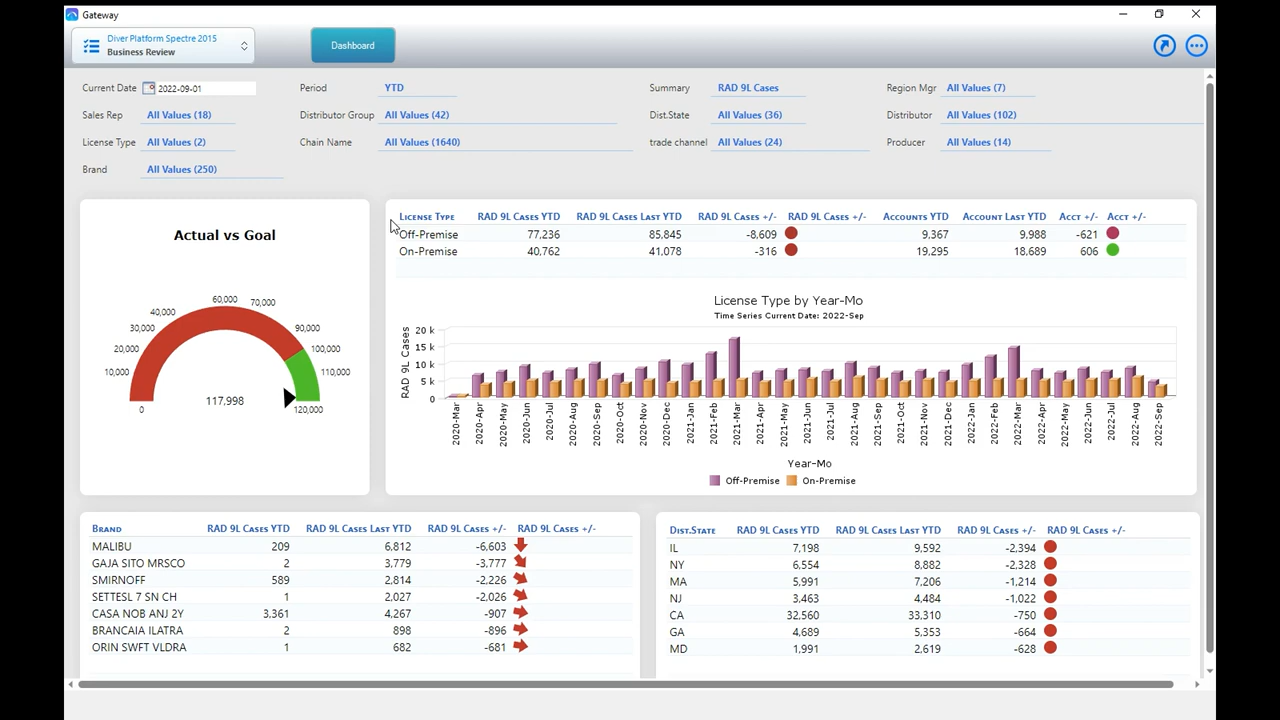 Gateway
Diver Platform Spectre 2015
Business Review
Dashboard
Current Date 2022-09-01 Period YTD Summary RAD 9L Cases Region Mgr All Values (7)
Sales Rep All Values (18) Distributor Group All Values (42) Dist.State All Values (36) Distributor All Values (102)
License Type All Values (2) Chain Name All Values (1640) trade channel All Values (24) Producer All Values (14)
Brand All Values (250)
Actual vs Goal
60,000
40,000 70,000
30,000 90,000
20,000 100,000
10,000 110,000
117,998
0 120,000
License Type RAD 9L Cases YTD RAD 9L Cases Last YTD RAD 9L Cases +/- RAD 9L Cases +/- Accounts YTD Account Last YTD Acct +/- Acct +/-
Off-Premise 77,236 85,845 -8,609 9,367 9,988 -621
On-Premise 40,762 41,078 -316 19,295 18,689 606
License Type by Year-Mo
Time Series Current Date: 2022-Sep
RAD 9L Cases
20 k
15 k
10 k
5 k
0
2020-Mar 2020-Apr 2020-May 2020-Jun 2020-Jul 2020-Aug 2020-Sep 2020-Oct 2020-Nov 2020-Dec 2021-Jan 2021-Feb 2021-Mar 2021-Apr 2021-May 2021-Jun 2021-Jul 2021-Aug 2021-Sep 2021-Oct 2021-Nov 2021-Dec 2022-Jan 2022-Feb 2022-Mar 2022-Apr 2022-May 2022-Jun 2022-Jul 2022-Aug 2022-Sep
Year-Mo
Off-Premise On-Premise
Brand RAD 9L Cases YTD RAD 9L Cases Last YTD RAD 9L Cases +/- RAD 9L Cases +/-
MALIBU 209 6,812 -6,603
GAJA SITO MRSCO 2 3,779 -3,777
SMIRNOFF 589 2,814 -2,226
SETTESL 7 SN CH 1 2,027 -2,026
CASA NOB ANJ 2Y 3,361 4,267 -907
BRANCAIA ILATRA 2 898 -896
ORIN SWFT VLDRA 1 682 -681
Dist.State RAD 9L Cases YTD RAD 9L Cases Last YTD RAD 9L Cases +/- RAD 9L Cases +/-
IL 7,198 9,592 -2,394
NY 6,554 8,882 -2,328
MA 5,991 7,206 -1,214
NJ 3,463 4,484 -1,022
CA 32,560 33,310 -750
GA 4,689 5,353 -664
MD 1,991 2,619 -628